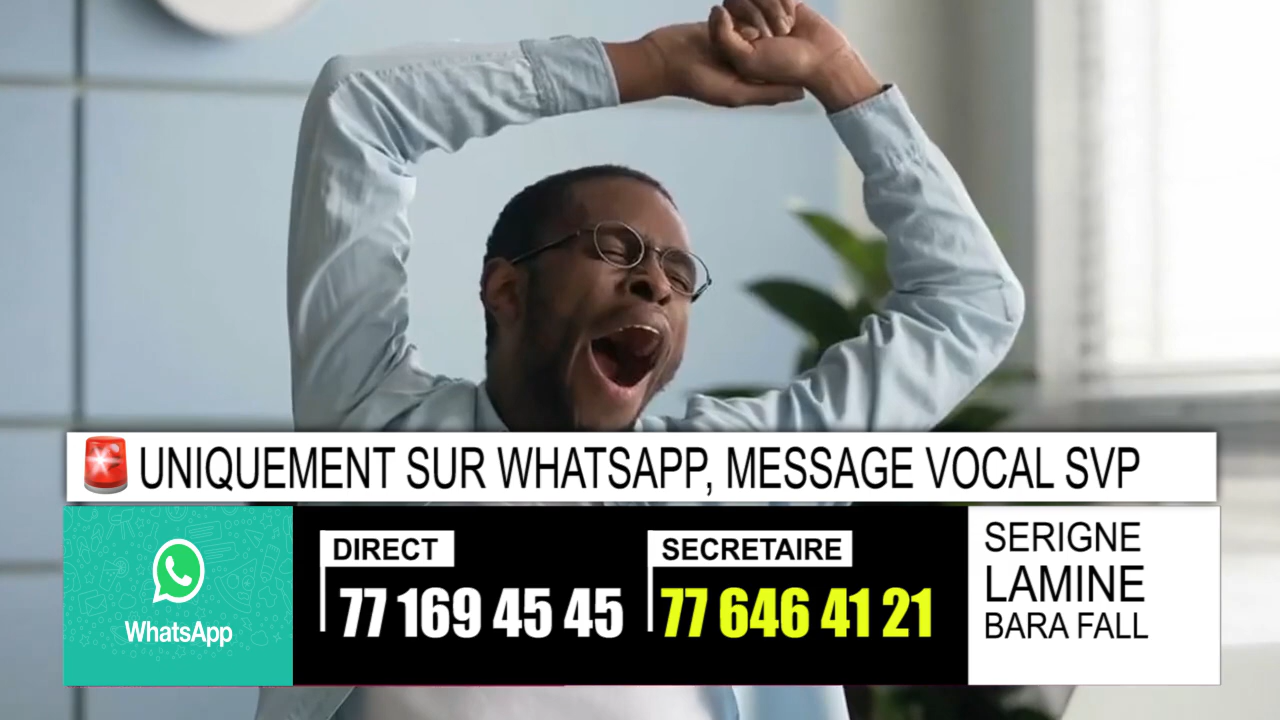 🚨UNIQUEMENT SUR WHATSAPP, MESSAGE VOCAL SVP
WhatsApp
DIRECT
77 169 45 45
SECRETAIRE
77 646 41 21
SERIGNE
LAMINE
BARA FALL